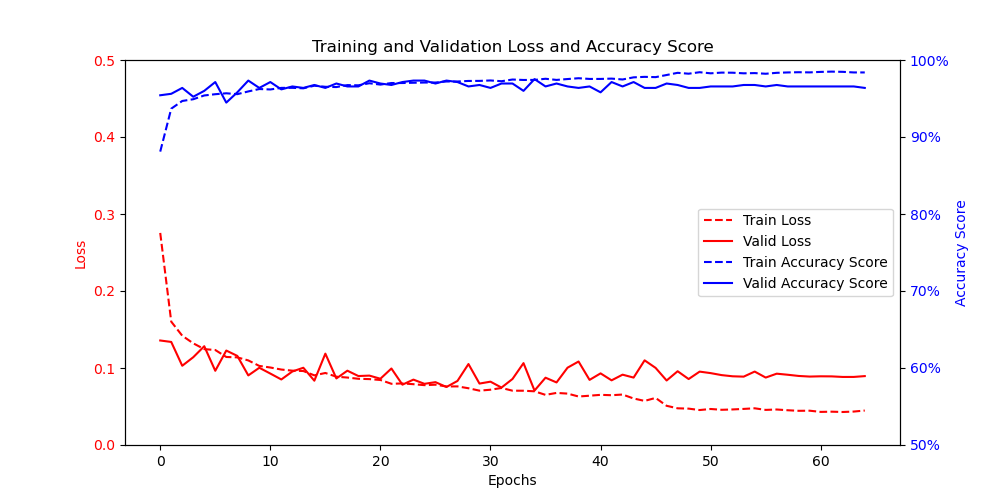 Training and Validation Loss and Accuracy Score
0.5
0.4
0.3
0.2
0.1
0.0
Loss
100%
90%
80%
70%
60%
50%
Accuracy Score
Train Loss
Valid Loss
Train Accuracy Score
Valid Accuracy Score
0 10 20 30 40 50 60
Epochs